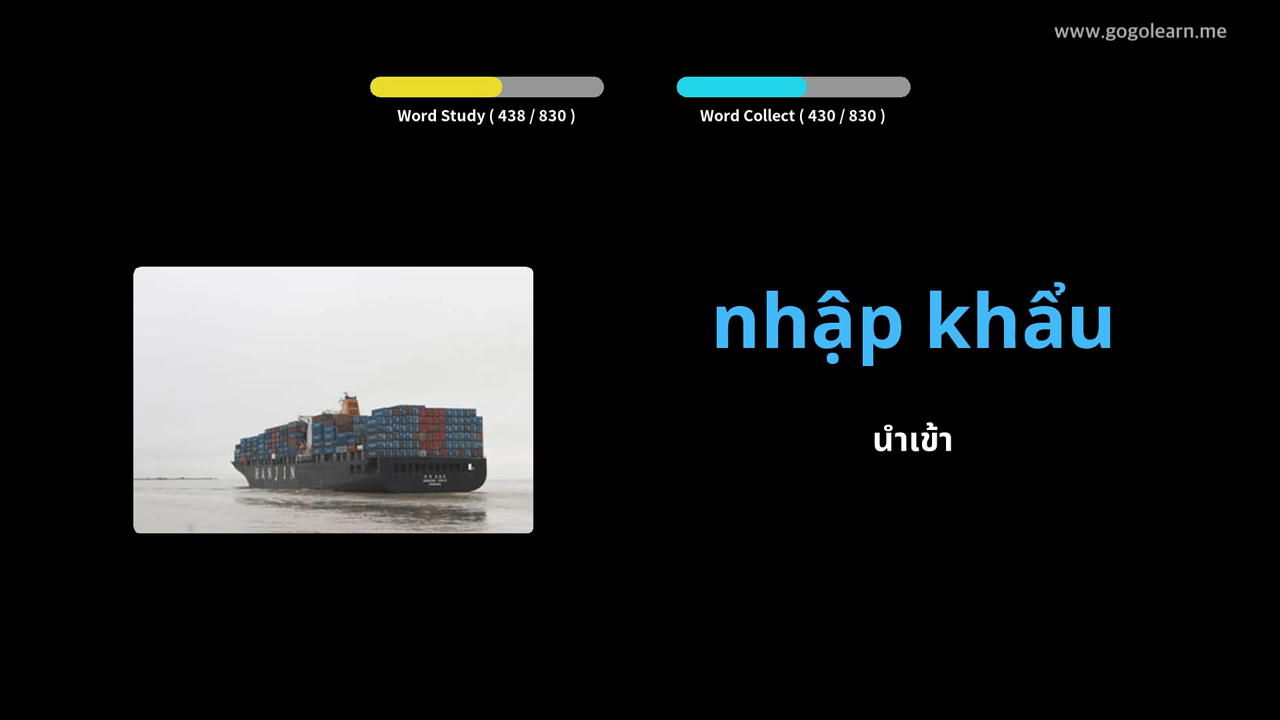 www.gogolearn.me
Word Study ( 438 / 830 )
Word Collect ( 430 / 830 )
nhập khẩu
นำเข้า
HANJIN